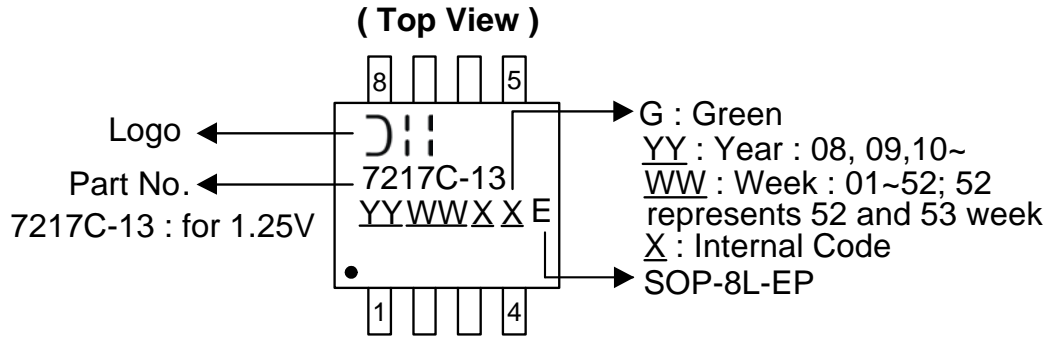 ( Top View )
8 5
Logo
7217C-13
Part No.
7217C-13 : for 1.25V
YYWWX X E
G : Green
YY : Year : 08, 09,10~
WW : Week : 01~52; 52
represents 52 and 53 week
X : Internal Code
SOP-8L-EP
1 4